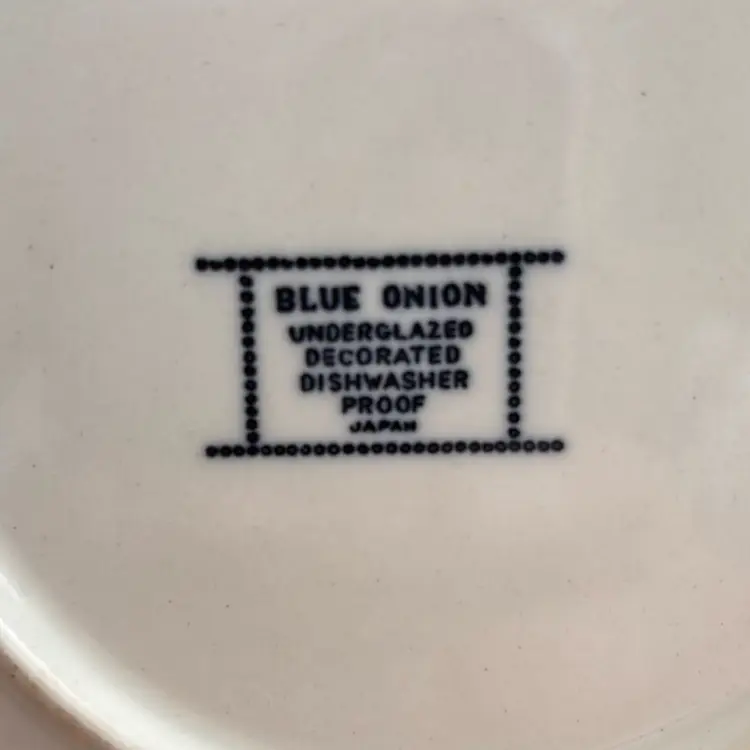 BLUE ONION
UNDERGLAZED
DECORATED
DISHWASHER
PROOF
JAPAN